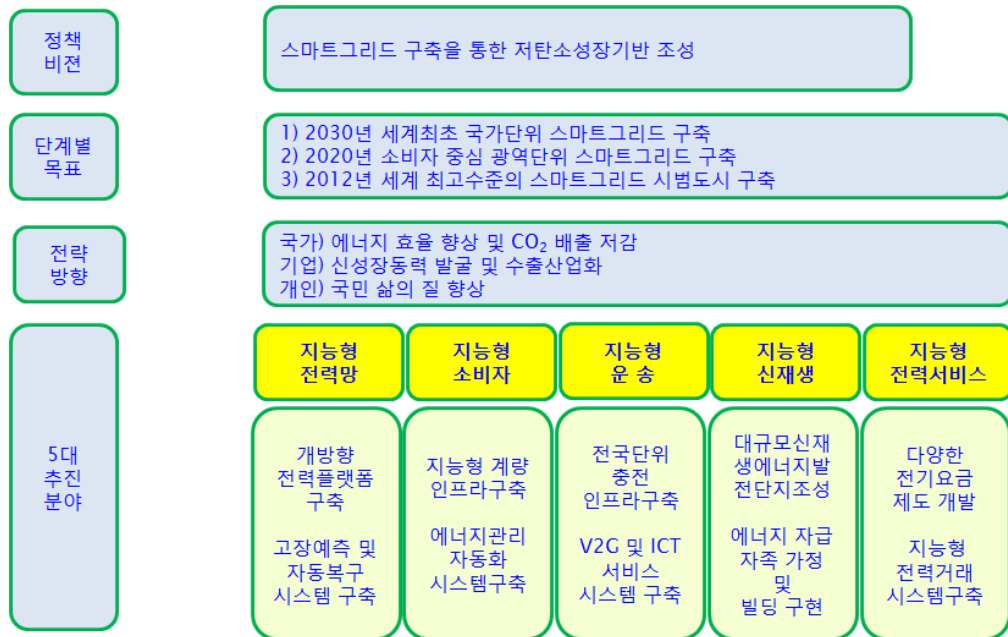 정책
비젼
스마트그리드 구축을 통한 저탄소성장기반 조성
단계별
목표
1) 2030년 세계최초 국가단위 스마트그리드 구축
2) 2020년 소비자 중심 광역단위 스마트그리드 구축
3) 2012년 세계 최고수준의 스마트그리드 시범도시 구축
전략
방향
국가) 에너지 효율 향상 및 CO₂ 배출 저감
기업) 신성장동력 발굴 및 수출산업화
개인) 국민 삶의 질 향상
5대
추진
분야
지능형
전력망
개방향
전력플랫폼
구축
고장예측 및
자동복구
시스템 구축
지능형
소비자
지능형 계량
인프라구축
에너지관리
자동화
시스템구축
지능형
운 송
전국단위
충전
인프라구축
V2G 및 ICT
서비스
시스템 구축
지능형
신재생
대규모신재
생에너지발
전단지조성
에너지 자급
자족 가정
및
빌딩 구현
지능형
전력서비스
다양한
전기요금
제도 개발
지능형
전력거래
시스템구축